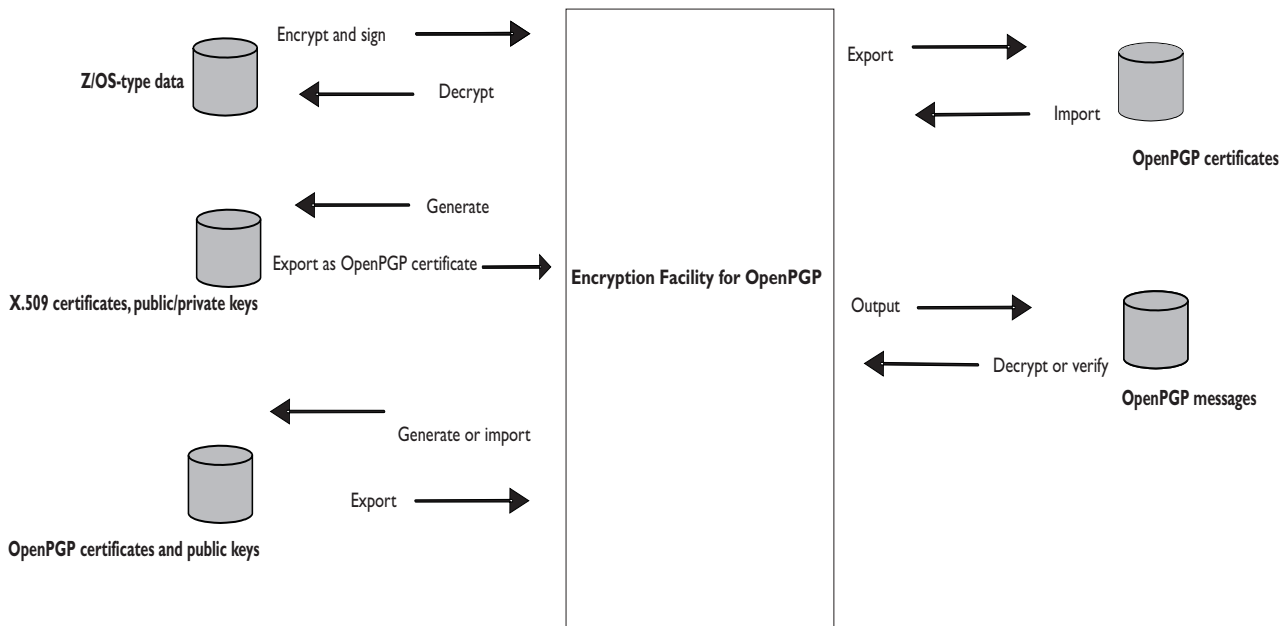 Encrypt and sign
Z/OS-type data
Decrypt
Generate
Export as OpenPGP certificate
X.509 certificates, public/private keys
Generate or import
Export
OpenPGP certificates and public keys
Encryption Facility for OpenPGP
Export
Import
OpenPGP certificates
Output
Decrypt or verify
OpenPGP messages